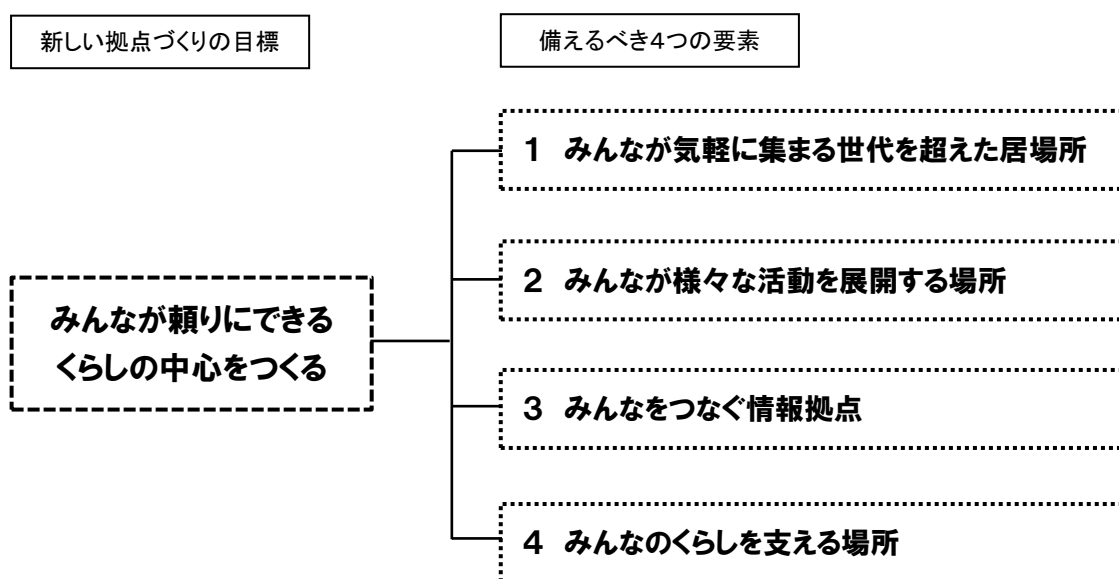 新しい拠点づくりの目標
備えるべき4つの要素
みんなが頼りにできる
くらしの中心をつくる
1 みんなが気軽に集まる世代を超えた居場所
2 みんなが様々な活動を展開する場所
3 みんなをつなぐ情報拠点
4 みんなのくらしを支える場所